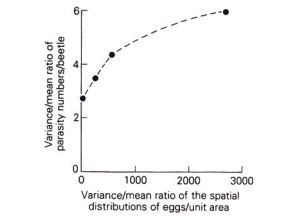 Variance/mean ratio of
parasity numbers/beetle
6
4
2
0
0
1000
2000
3000
Variance/mean ratio of the spatial
distributions of eggs/unit area